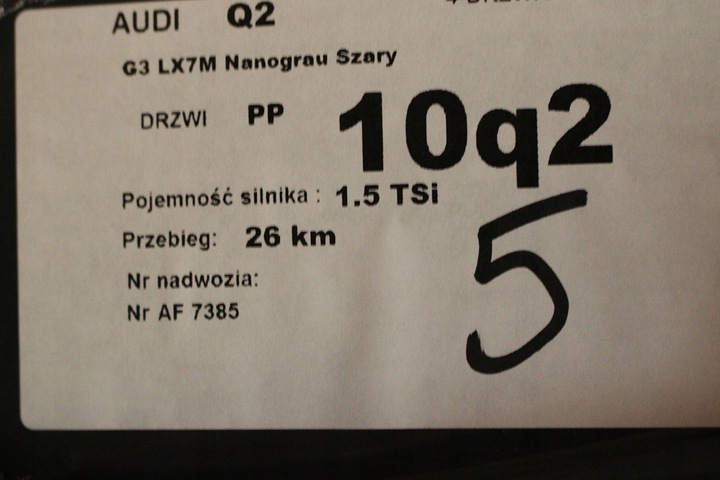 AUDI Q2
G3 LX7M Nanograu Szary
DRZWI PP 10q2
Pojemność silnika : 1.5 TSi
Przebieg: 26 km
5
Nr nadwozia:
Nr AF 7385